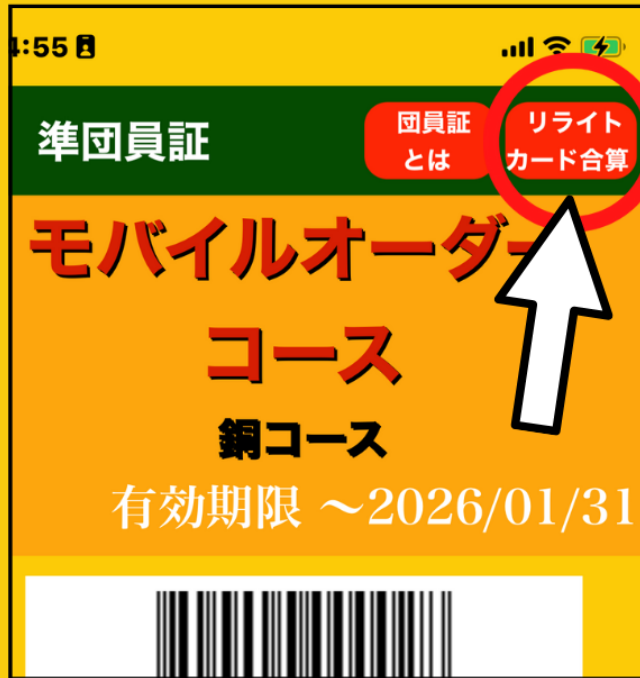 :55
準団員証
団員証
とは
リライト
カード合算
モバイルオーダー
コース
銅コース
有効期限 ～2026/01/31